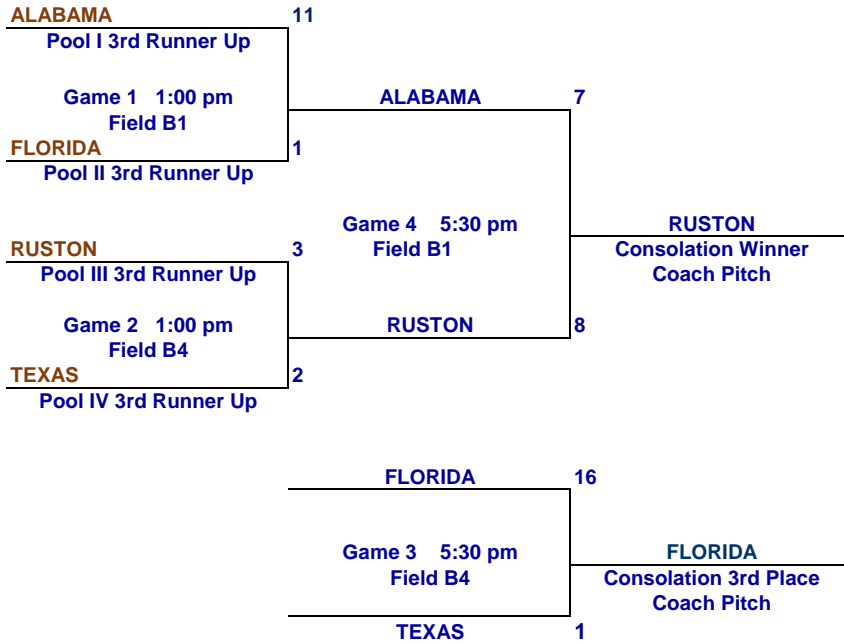 ALABAMA 11
Pool I 3rd Runner Up
Game 1 1:00 pm ALABAMA 7
Field B1
FLORIDA 1
Pool II 3rd Runner Up
Game 4 5:30 pm RUSTON
RUSTON 3 Field B1 Consolation Winner
Pool III 3rd Runner Up Coach Pitch
Game 2 1:00 pm RUSTON 8
Field B4
TEXAS 2
Pool IV 3rd Runner Up
FLORIDA 16
Game 3 5:30 pm FLORIDA
Field B4 Consolation 3rd Place
Coach Pitch
TEXAS 1